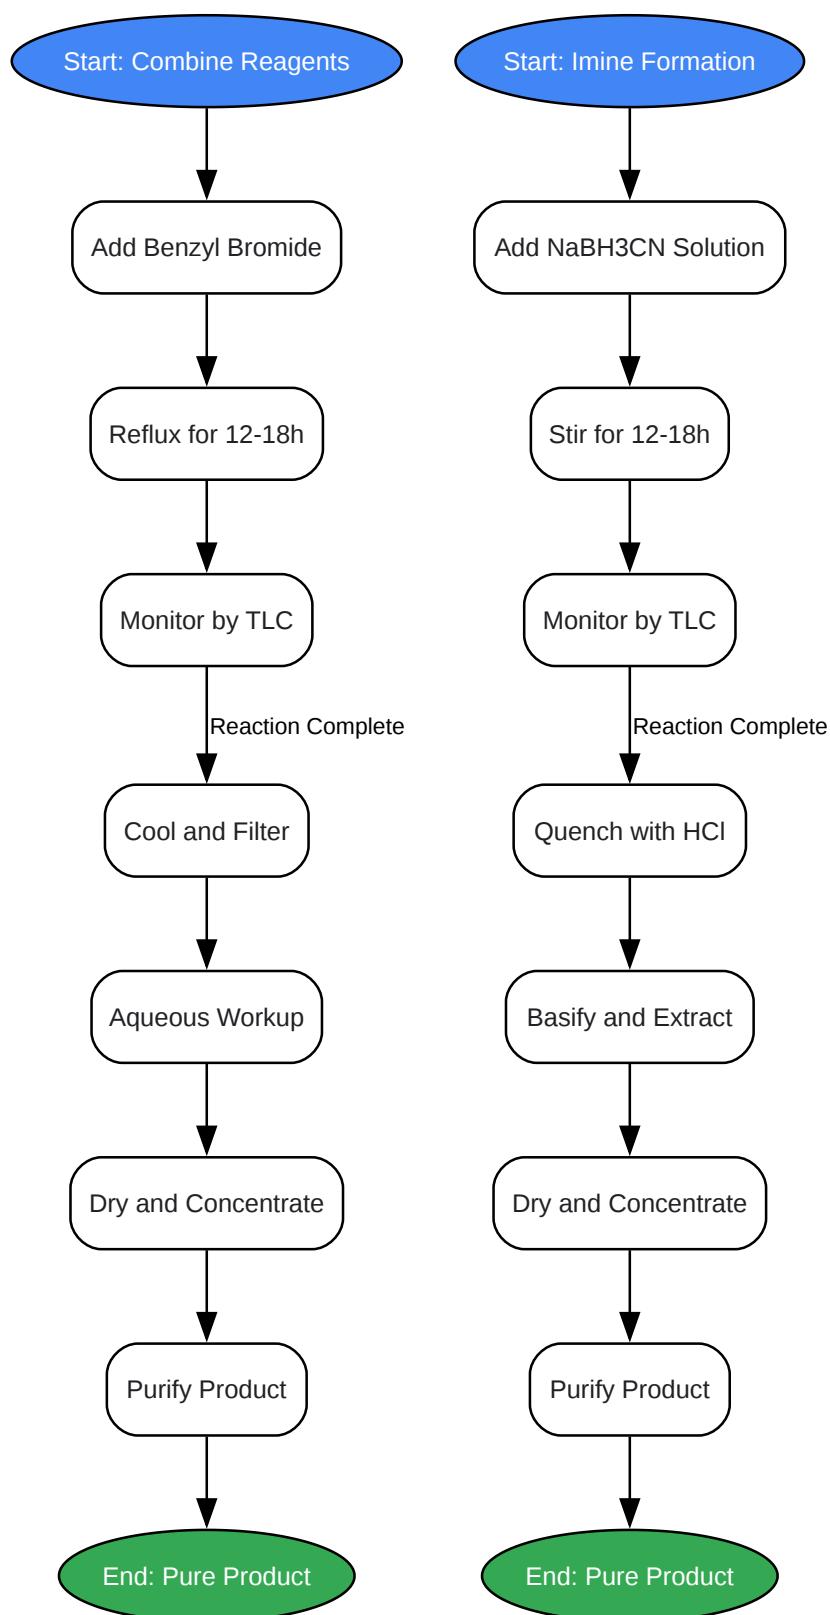 Start: Combine Reagents
Add Benzyl Bromide
Reflux for 12-18h
Monitor by TLC
Reaction Complete
Cool and Filter
Aqueous Workup
Dry and Concentrate
Purify Product
End: Pure Product
Start: Imine Formation
Add NaBH3CN Solution
Stir for 12-18h
Monitor by TLC
Reaction Complete
Quench with HCl
Basify and Extract
Dry and Concentrate
Purify Product
End: Pure Product